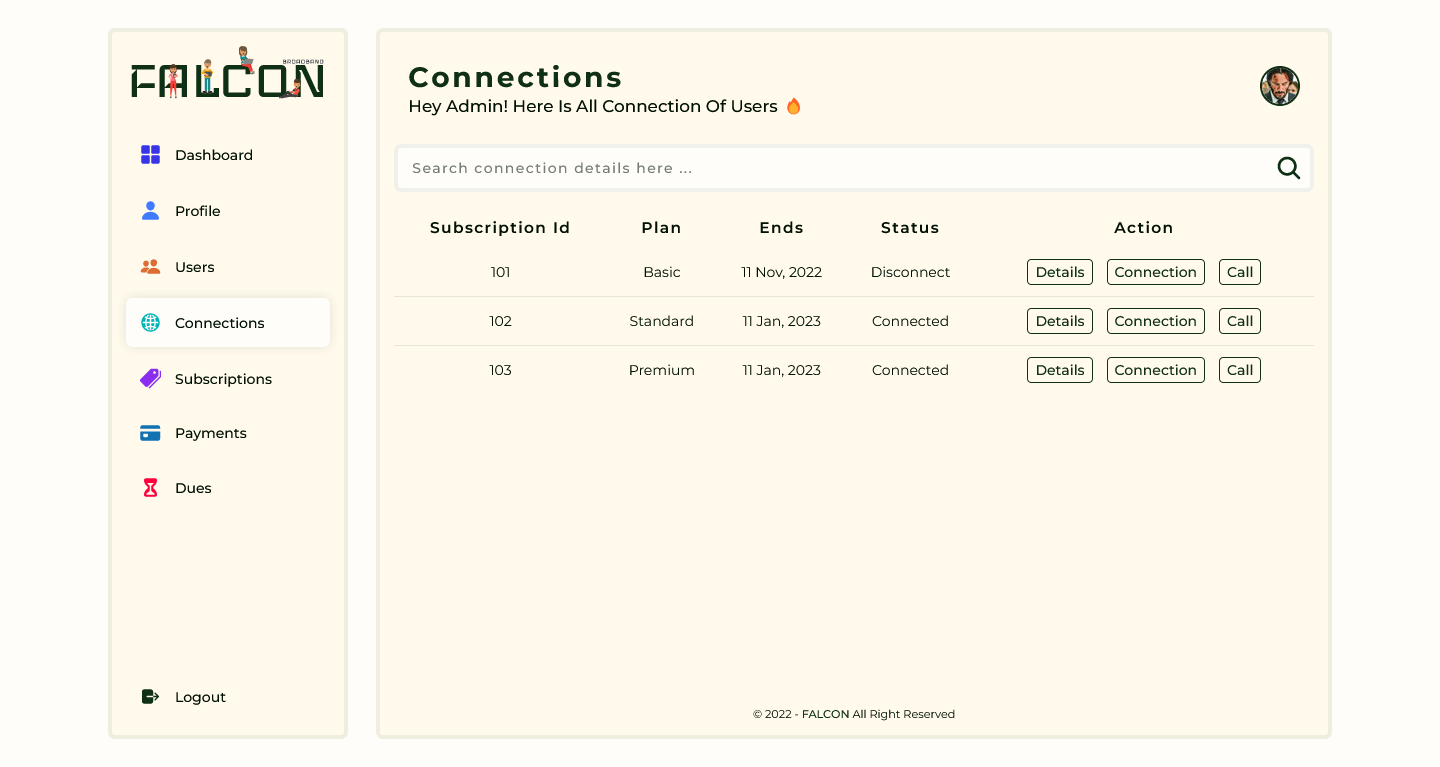 FALCON
BROADBAND
Dashboard
Profile
Users
Connections
Subscriptions
Payments
Dues
Logout
Connections
Hey Admin! Here Is All Connection Of Users
Search connection details here ...
Subscription Id Plan Ends Status Action
101 Basic 11 Nov, 2022 Disconnect Details Connection Call
102 Standard 11 Jan, 2023 Connected Details Connection Call
103 Premium 11 Jan, 2023 Connected Details Connection Call
© 2022 - FALCON All Right Reserved